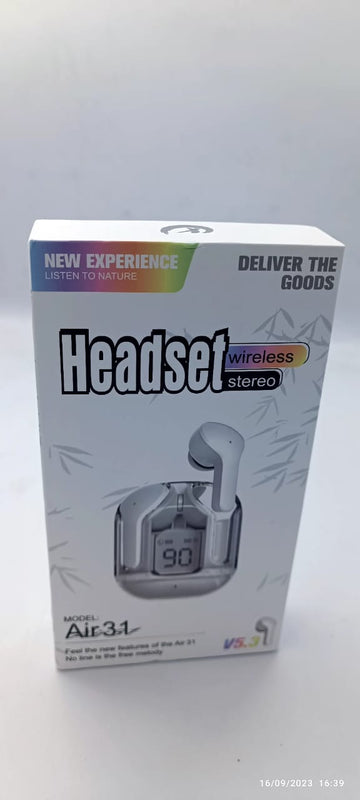 NEW EXPERIENCE
LISTEN TO NATURE
DELIVER THE
GOODS
Headset
wireless
stereo
90
MODEL:
Air31
Feel the new features of the Air 31
No line is the free melody
V5.3
16/09/2023 16:39